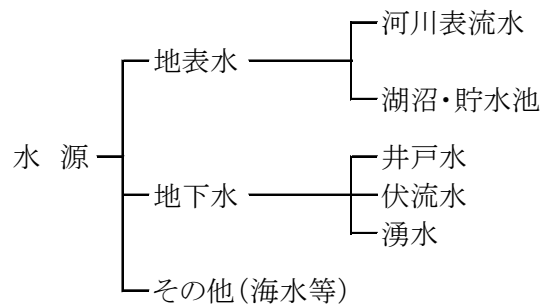 河川表流水
地表水
湖沼・貯水池
水 源
井戸水
地下水
伏流水
湧水
その他(海水等)